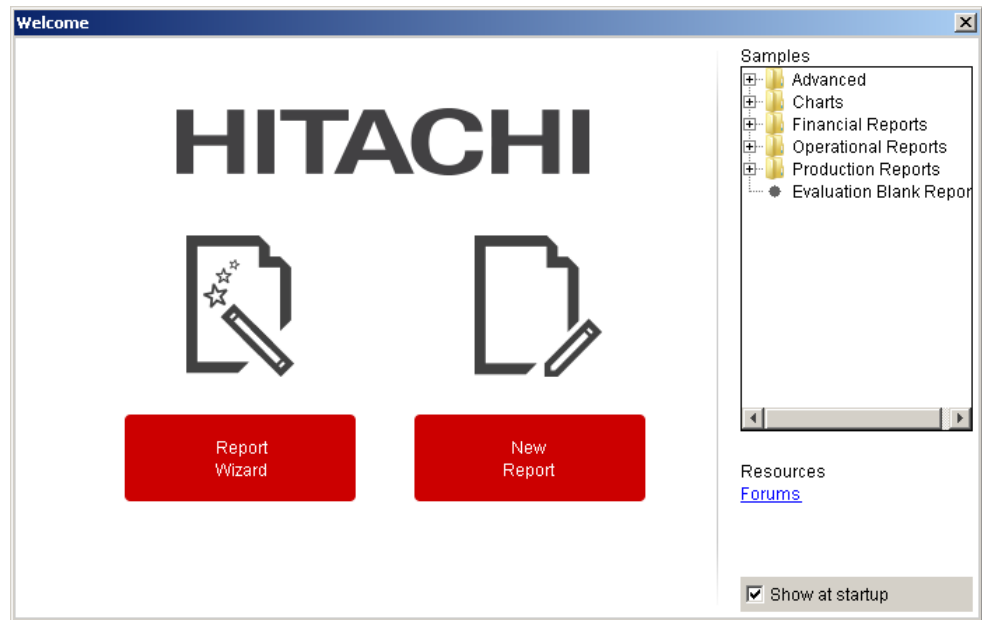 Welcome
HITACHI
Report
Wizard
New
Report
Samples
Advanced
Charts
Financial Reports
Operational Reports
Production Reports
Evaluation Blank Repor
Resources
Forums
Show at startup